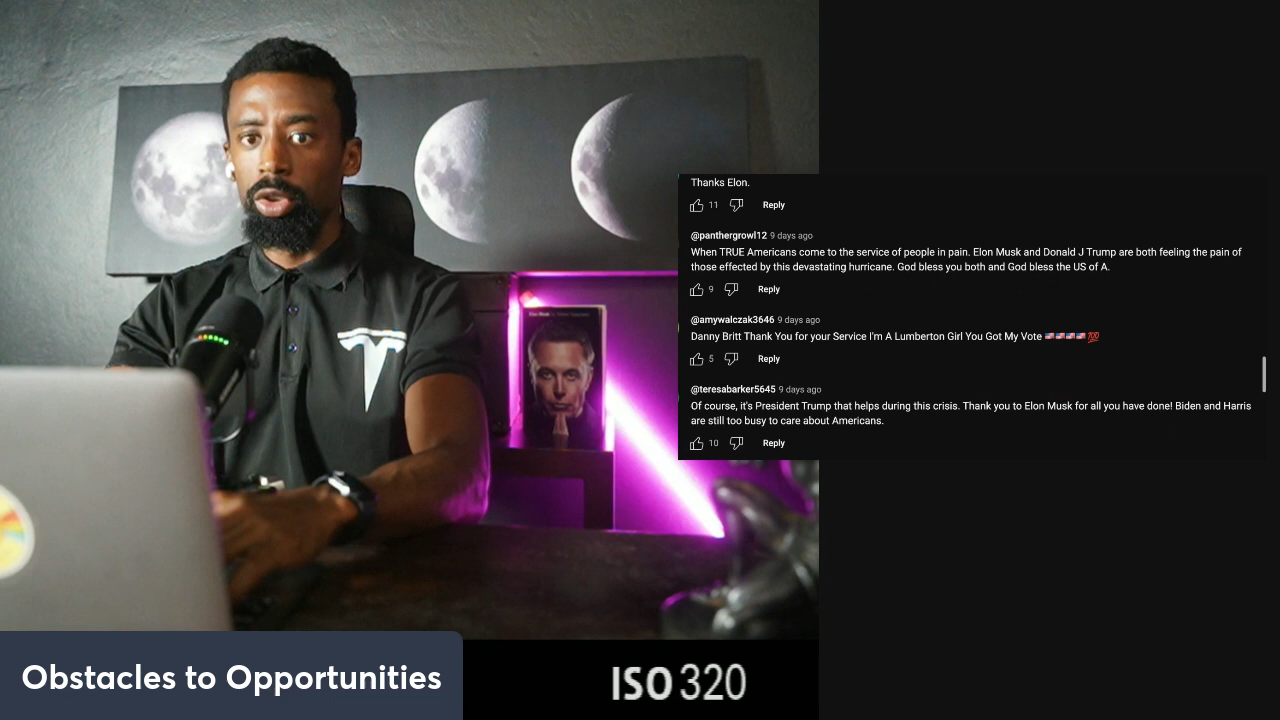 Thanks Elon.
11 Reply
@panthergrowl12 9 days ago
When TRUE Americans come to the service of people in pain. Elon Musk and Donald J Trump are both feeling the pain of
those effected by this devastating hurricane. God bless you both and God bless the US of A.
9 Reply
@amywalczak3646 9 days ago
Danny Britt Thank You for your Service I'm A Lumberton Girl You Got My Vote 🇺🇸🇺🇸🇺🇸🇺🇸💯
5 Reply
@teresabarker5645 9 days ago
Of course, it's President Trump that helps during this crisis. Thank you to Elon Musk for all you have done! Biden and Harris
are still too busy to care about Americans.
10 Reply
Obstacles to Opportunities
ISO 320